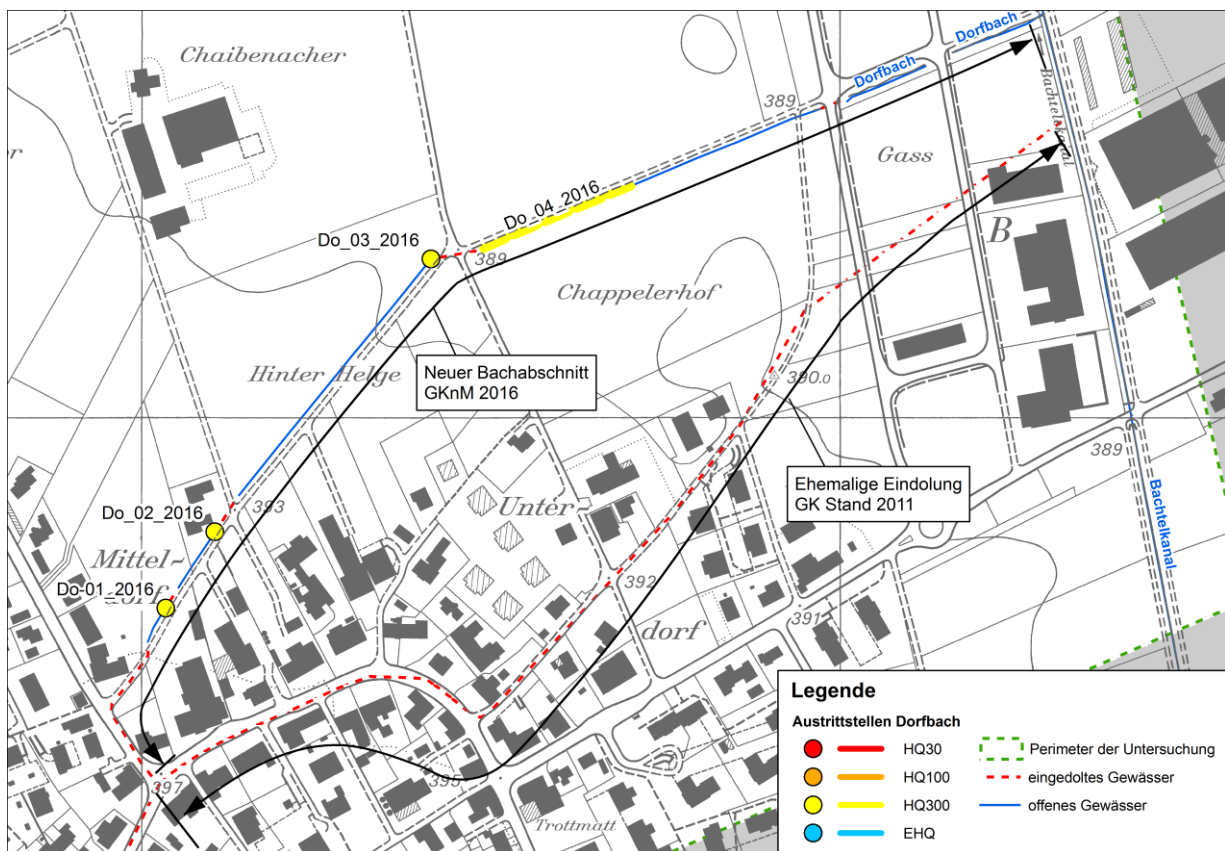 Chaibenacher
Dorfbach
Dorfbach
Bachtelskanal
389
Gass
Do_04_2016
Do_03_2016
389
B
Chappelerhof
Neuer Bachabschnitt
GKnM 2016
Hinter Helge
390.0
389
Ehemalige Eindolung
GK Stand 2011
Unter-
Do_02_2016
393
Mittel-
dorf
Do-01_2016
Bachtelkanal
392
391
dorf
395
397
Trottmatt
Legende
Austrittstellen Dorfbach
HQ30
Perimeter der Untersuchung
HQ100
eingedoltes Gewässer
HQ300
offenes Gewässer
EHQ